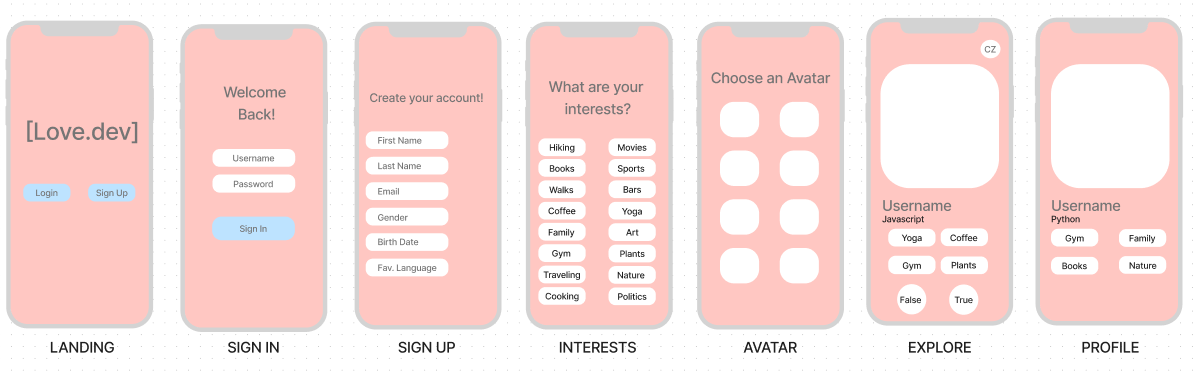 [Love.dev]
Login
Sign Up
LANDING
Welcome
Back!
Username
Password
Sign In
SIGN IN
Create your account!
First Name
Last Name
Email
Gender
Birth Date
Fav. Language
SIGN UP
What are your
interests?
Hiking Movies
Books Sports
Walks Bars
Coffee Yoga
Family Art
Gym Plants
Traveling Nature
Cooking Politics
INTERESTS
Choose an Avatar
AVATAR
CZ
Username
Javascript
Yoga Coffee
Gym Plants
False True
EXPLORE
Username
Python
Gym Family
Books Nature
PROFILE